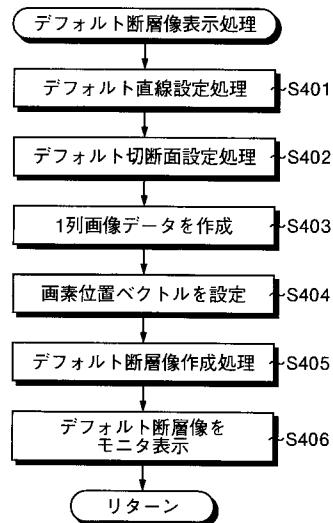 デフォルト断層像表示処理
デフォルト直線設定処理 S401
デフォルト切断面設定処理 S402
1列画像データを作成 S403
画素位置ベクトルを設定 S404
デフォルト断層像作成処理 S405
デフォルト断層像を
モニタ表示 S406
リターン